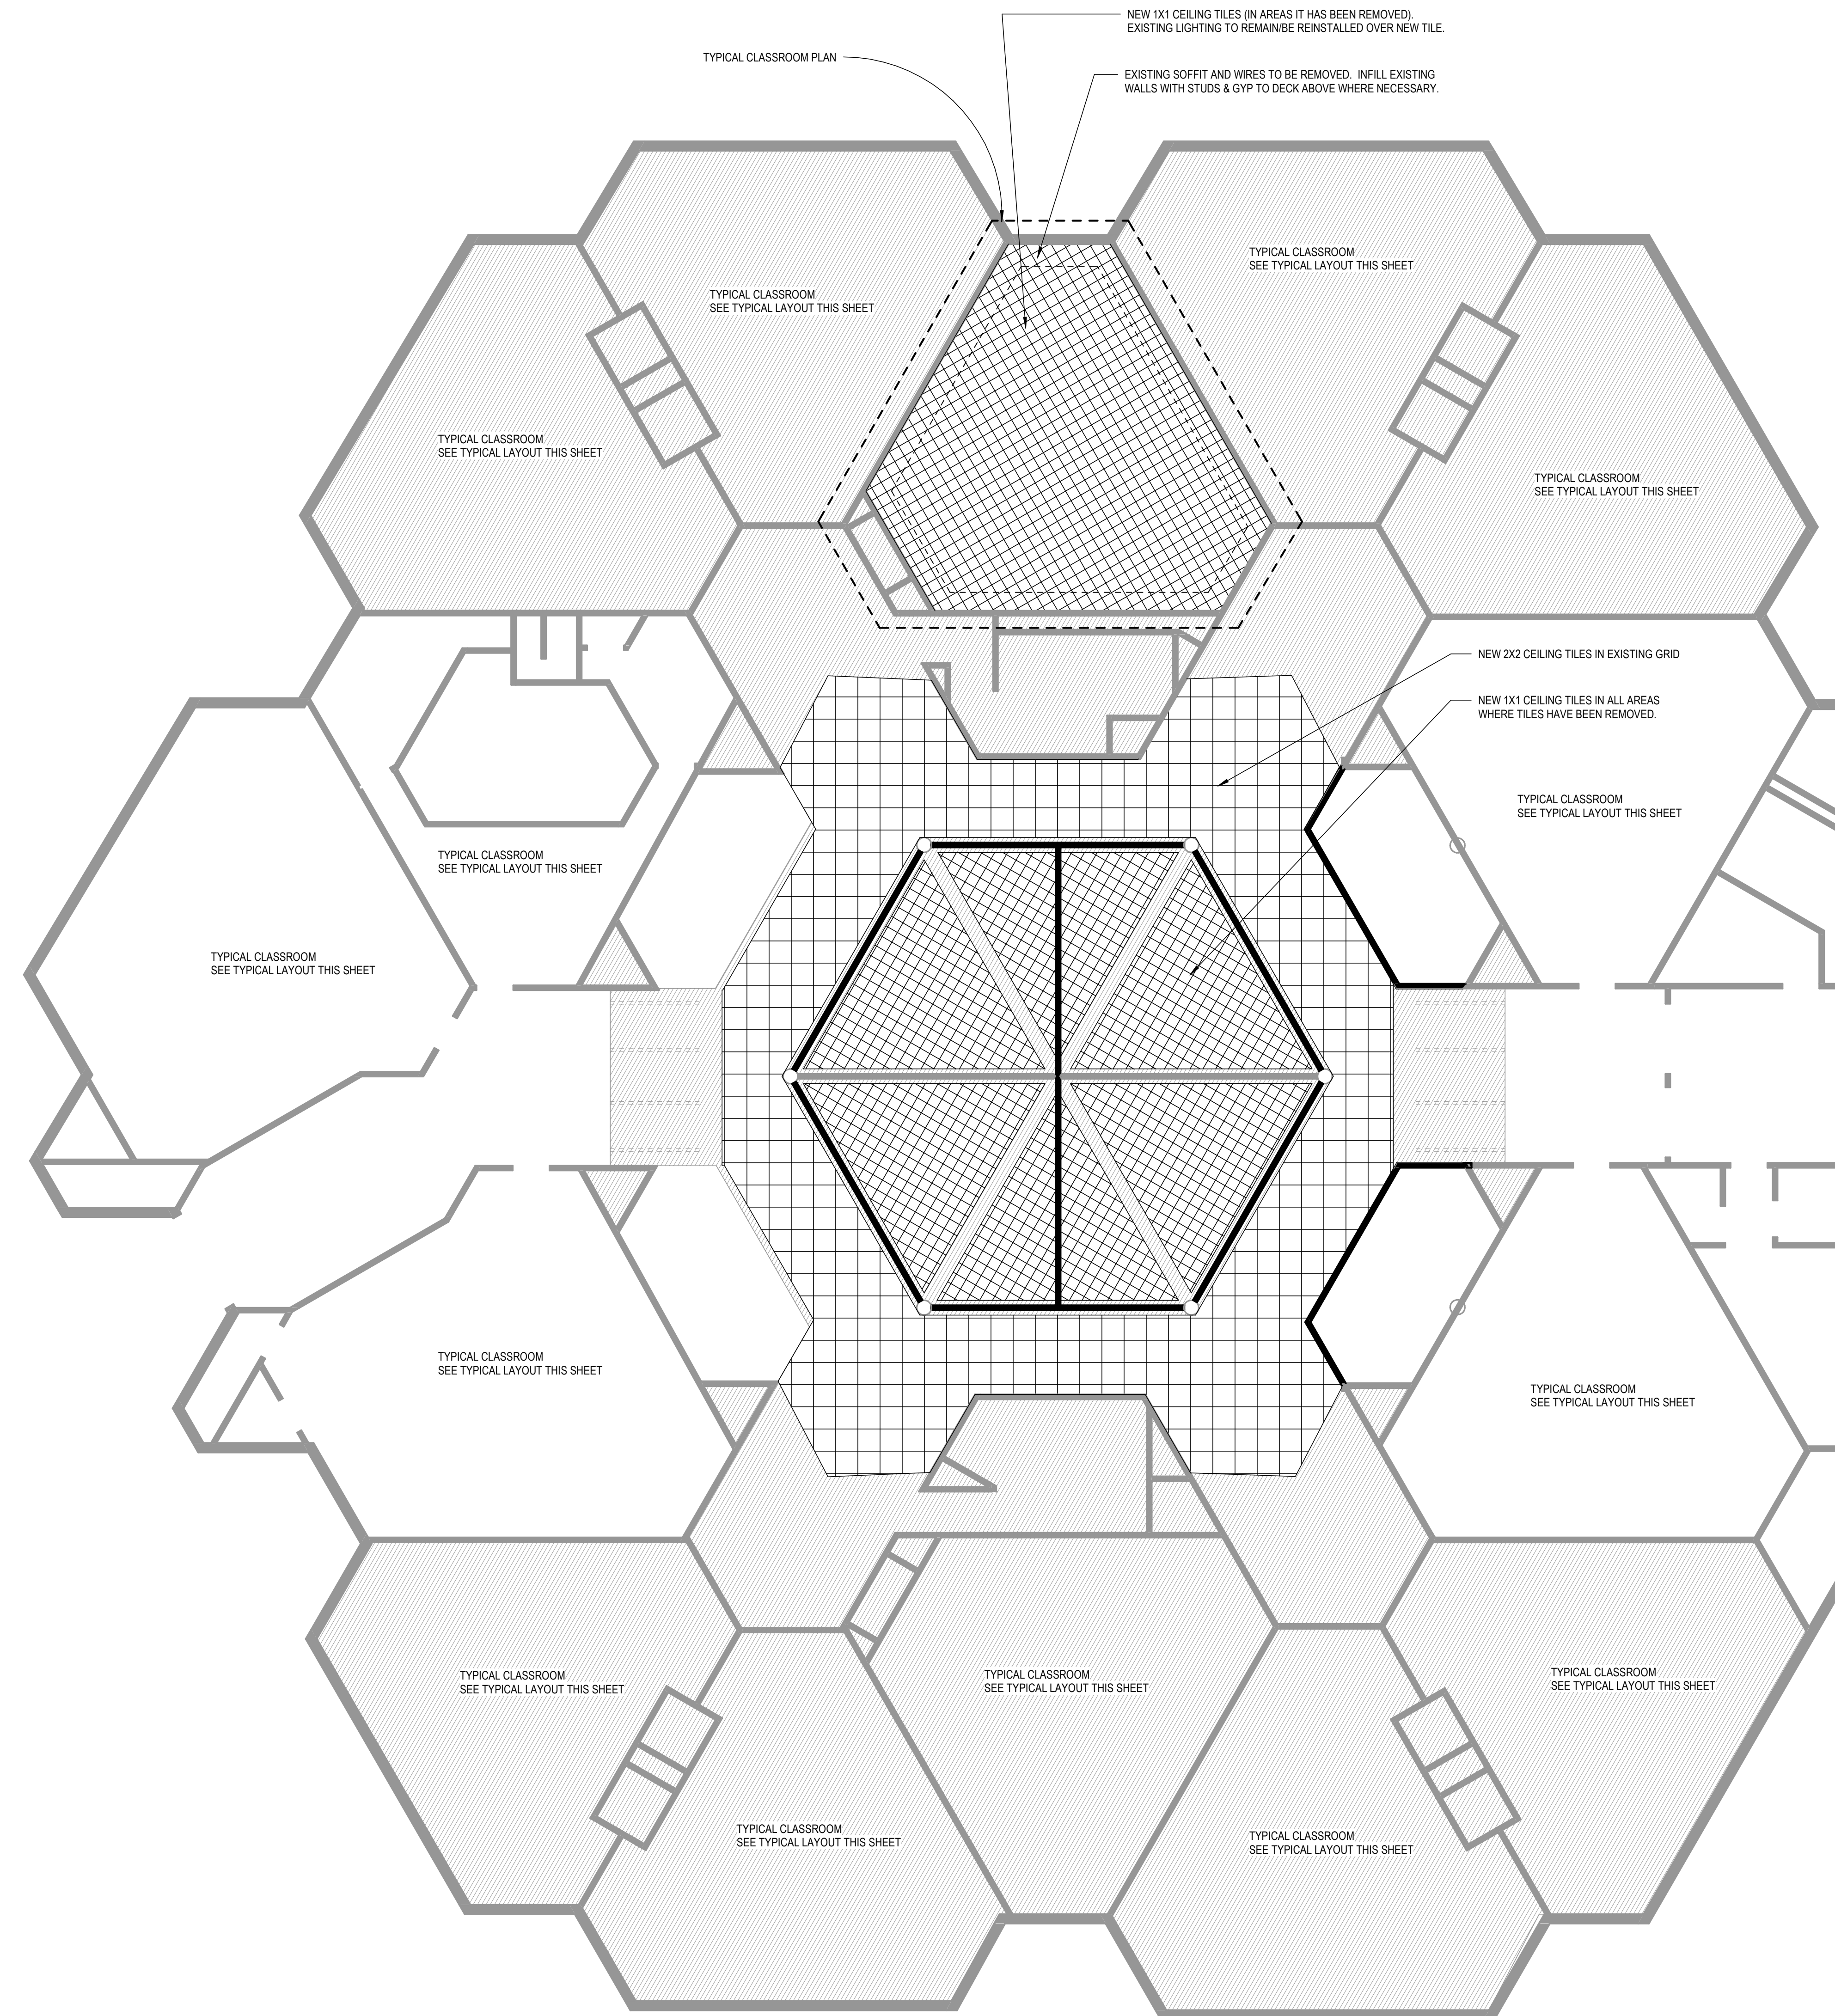 NEW 1X1 CEILING TILES (IN AREAS IT HAS BEEN REMOVED).
EXISTING LIGHTING TO REMAIN/BE REINSTALLED OVER NEW TILE.
TYPICAL CLASSROOM PLAN
EXISTING SOFFIT AND WIRES TO BE REMOVED. INFILL EXISTING
WALLS WITH STUDS & GYP TO DECK ABOVE WHERE NECESSARY.
TYPICAL CLASSROOM
SEE TYPICAL LAYOUT THIS SHEET
TYPICAL CLASSROOM
SEE TYPICAL LAYOUT THIS SHEET
TYPICAL CLASSROOM
SEE TYPICAL LAYOUT THIS SHEET
TYPICAL CLASSROOM
SEE TYPICAL LAYOUT THIS SHEET
NEW 2X2 CEILING TILES IN EXISTING GRID
NEW 1X1 CEILING TILES IN ALL AREAS
WHERE TILES HAVE BEEN REMOVED.
TYPICAL CLASSROOM
SEE TYPICAL LAYOUT THIS SHEET
TYPICAL CLASSROOM
SEE TYPICAL LAYOUT THIS SHEET
TYPICAL CLASSROOM
SEE TYPICAL LAYOUT THIS SHEET
TYPICAL CLASSROOM
SEE TYPICAL LAYOUT THIS SHEET
TYPICAL CLASSROOM
SEE TYPICAL LAYOUT THIS SHEET
TYPICAL CLASSROOM
SEE TYPICAL LAYOUT THIS SHEET
TYPICAL CLASSROOM
SEE TYPICAL LAYOUT THIS SHEET
TYPICAL CLASSROOM
SEE TYPICAL LAYOUT THIS SHEET
TYPICAL CLASSROOM
SEE TYPICAL LAYOUT THIS SHEET
TYPICAL CLASSROOM
SEE TYPICAL LAYOUT THIS SHEET